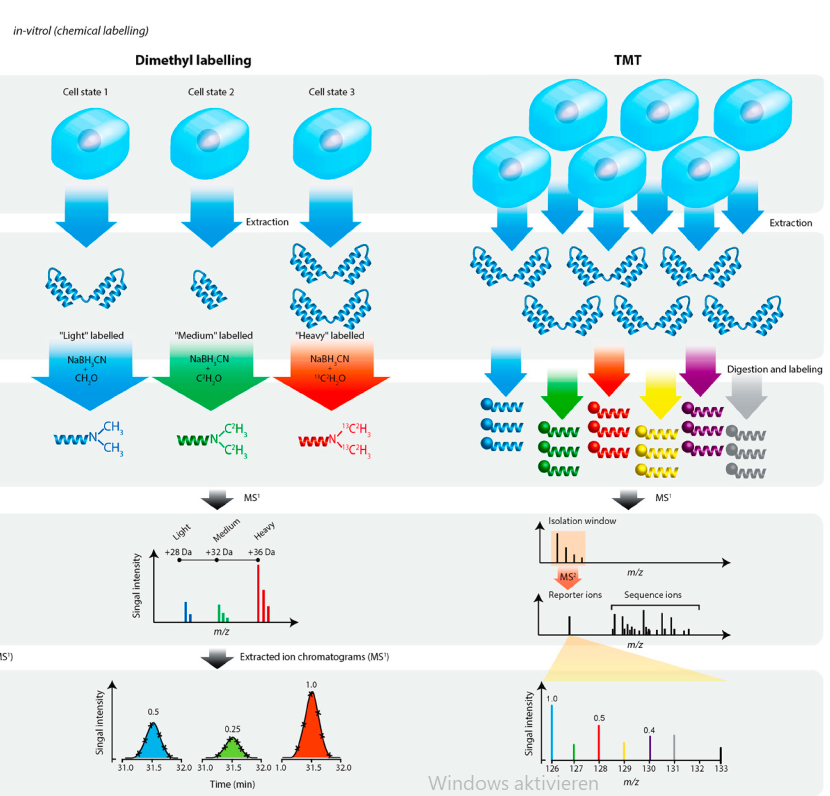 in-vitrol (chemical labelling)
Dimethyl labelling
TMT
Cell state 1
Cell state 2
Cell state 3
Extraction
Extraction
"Light" labelled
"Medium" labelled
"Heavy" labelled
NaBH₃CN
+
CH₂O
NaBH₃CN
+
C²H₂O
NaBH₃CN
+
¹³C²H₂O
Digestion and labeling
N
CH₃
CH₃
N
C²H₃
C²H₃
N
¹³C²H₃
¹³C²H₃
MS¹
MS¹
Light
Medium
Heavy
+28 Da
+32 Da
+36 Da
Singal intensity
m/z
Isolation window
m/z
MS²
Reporter ions
Sequence ions
m/z
MS¹)
Extracted ion chromatograms (MS¹)
Singal intensity
0.5
0.25
1.0
31.0 31.5 32.0 31.0 31.5 32.0 1.0 31.5 32.0
Time (min)
Singal intensity
1.0
0.5
0.4
126 127 128 129 130 131 132 133
m/z
Windows aktivieren